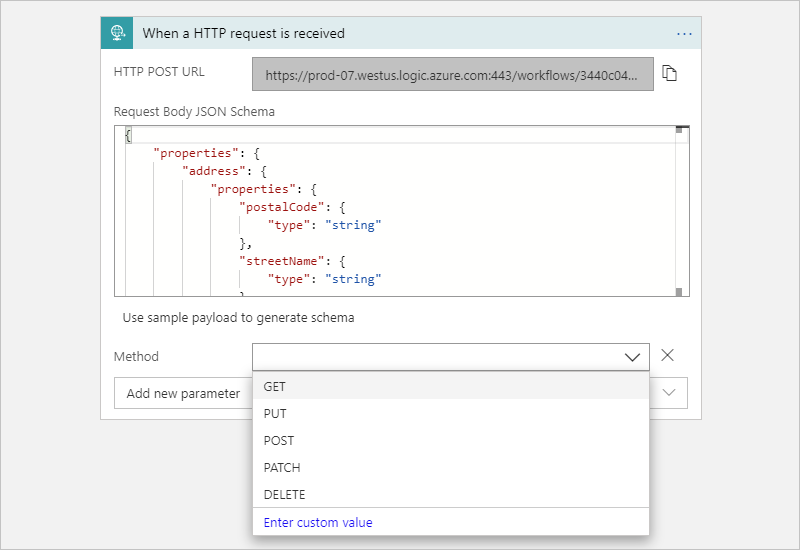 When a HTTP request is received
HTTP POST URL
https://prod-07.westus.logic.azure.com:443/workflows/3440c04...
Request Body JSON Schema
{
"properties": {
"address": {
"properties": {
"postalCode": {
"type": "string"
},
"streetName": {
"type": "string"
Use sample payload to generate schema
Method
Add new parameter
GET
PUT
POST
PATCH
DELETE
Enter custom value